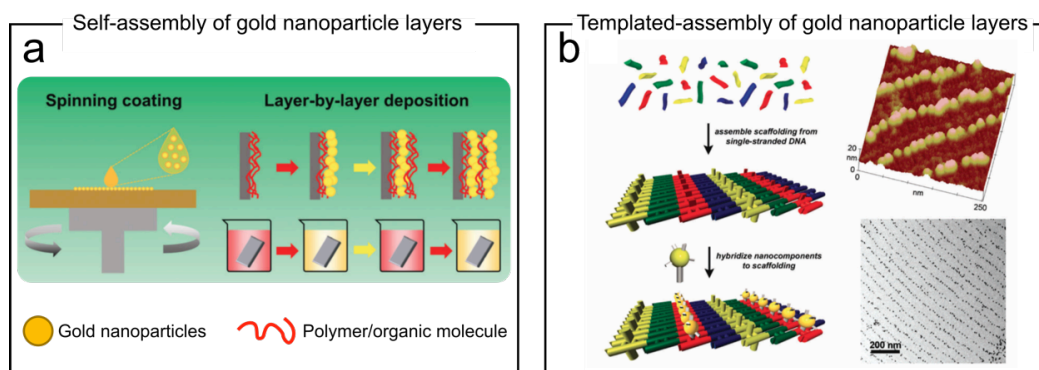 Self-assembly of gold nanoparticle layers
a
Spinning coating
Layer-by-layer deposition
Gold nanoparticles
Polymer/organic molecule
Templated-assembly of gold nanoparticle layers
b
assemble scaffolding from
single-stranded DNA
hybridize nanocomponents
to scaffolding
20
nm
0
0
nm
250
200 nm